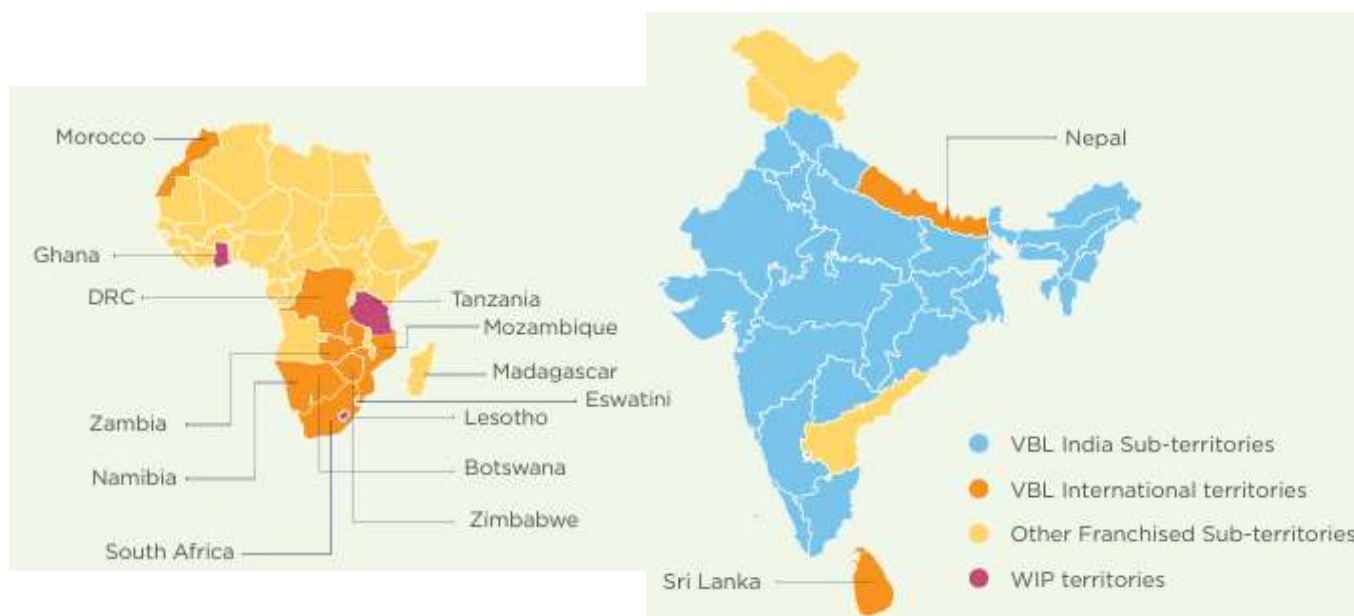 Morocco
Ghana
DRC
Tanzania
Mozambique
Madagascar
Eswatini
Lesotho
Zambia
Botswana
Namibia
Zimbabwe
South Africa
Nepal
VBL India Sub-territories
VBL International territories
Other Franchised Sub-territories
WIP territories
Sri Lanka